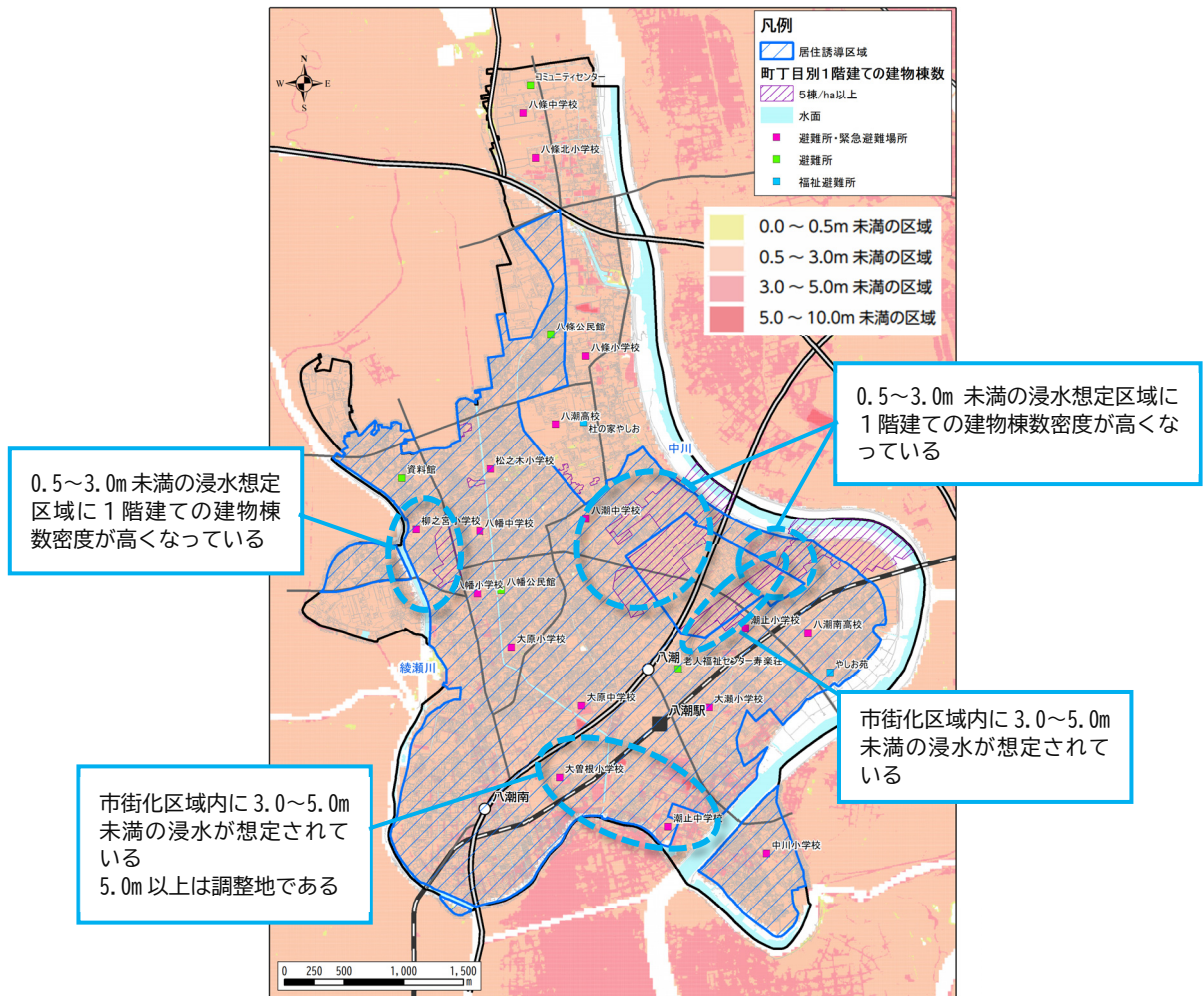 凡例
居住誘導区域
町丁目別1階建ての建物棟数
5棟/ha以上
水面
避難所・緊急避難場所
避難所
福祉避難所
0.0 ～ 0.5m 未満の区域
0.5 ～ 3.0m 未満の区域
3.0 ～ 5.0m 未満の区域
5.0 ～ 10.0m 未満の区域
N
W
E
S
コミュニティセンター
八條中学校
八條北小学校
八條公民館
八條小学校
八潮高校
杜の家やしお
中川
松之木小学校
資料館
八潮中学校
柳之宮小学校
八幡中学校
八幡小学校
八幡公民館
潮止小学校
八潮南高校
大原小学校
綾瀬川
八潮
老人福祉センター寿楽荘
やしお苑
大原中学校
大瀬小学校
八潮駅
大曽根小学校
八潮南
潮止中学校
中川小学校
0.5～3.0m 未満の浸水想定区域に
1階建ての建物棟数密度が高くな
っている
0.5～3.0m 未満の浸水想定
区域に1階建ての建物棟
数密度が高くなっている
市街化区域内に 3.0～5.0m
未満の浸水が想定されて
いる
市街化区域内に 3.0～5.0m
未満の浸水が想定されて
いる
5.0m 以上は調整地である
0 250 500 1,000 1,500
m